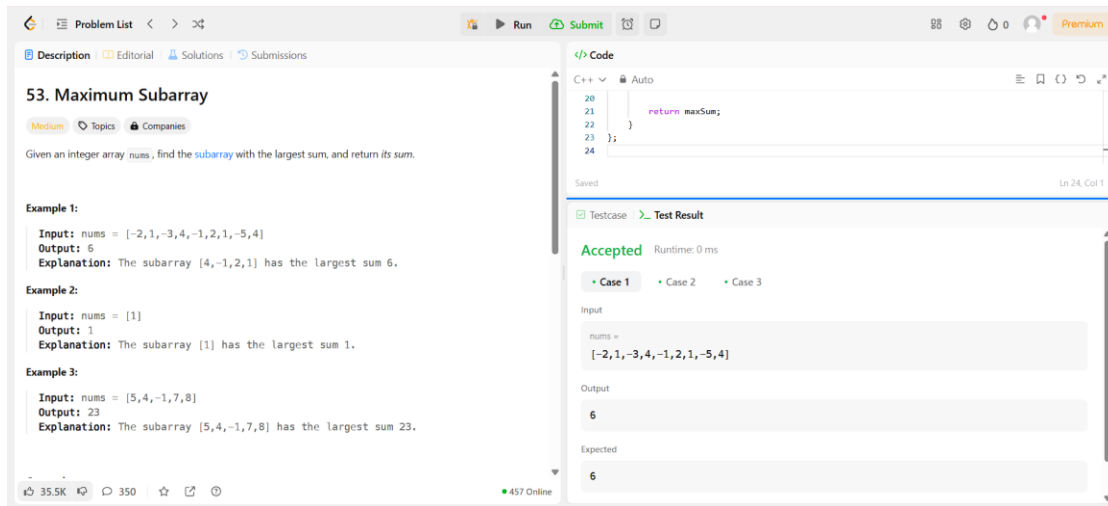 Problem List
Run
Submit
0
Premium
Description
Editorial
Solutions
Submissions
53. Maximum Subarray
Medium
Topics
Companies
Given an integer array nums, find the subarray with the largest sum, and return its sum.
Example 1:
Input: nums = [-2,1,-3,4,-1,2,1,-5,4]
Output: 6
Explanation: The subarray [4,-1,2,1] has the largest sum 6.
Example 2:
Input: nums = [1]
Output: 1
Explanation: The subarray [1] has the largest sum 1.
Example 3:
Input: nums = [5,4,-1,7,8]
Output: 23
Explanation: The subarray [5,4,-1,7,8] has the largest sum 23.
35.5K
350
457 Online
</> Code
C++
Auto
20
21 return maxSum;
22 }
23 };
24
Saved
Ln 24, Col 1
Testcase
>_ Test Result
Accepted Runtime: 0 ms
• Case 1 • Case 2 • Case 3
Input
nums =
[-2,1,-3,4,-1,2,1,-5,4]
Output
6
Expected
6